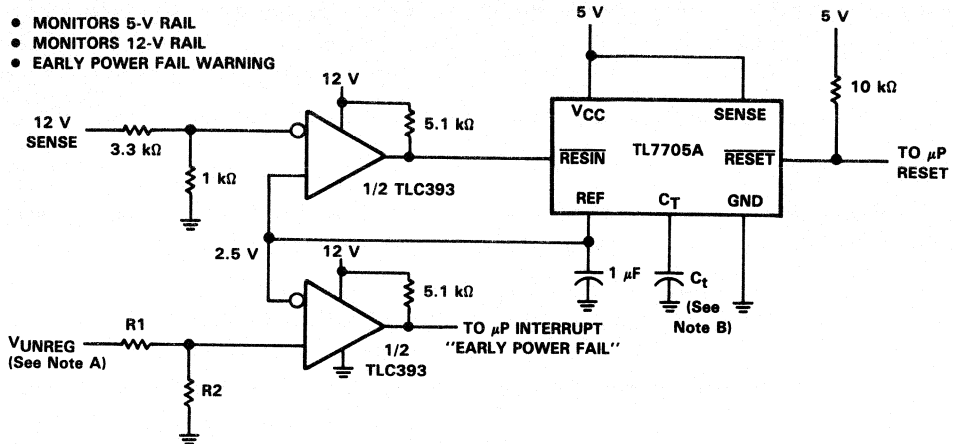 ● MONITORS 5-V RAIL
● MONITORS 12-V RAIL
● EARLY POWER FAIL WARNING
5 V
5 V
12 V
10 kΩ
5.1 kΩ
VCC
SENSE
12 V
SENSE
3.3 kΩ
TL7705A
RESIN
RESET
TO μP
RESET
1/2 TLC393
1 kΩ
REF
CT
GND
2.5 V
12 V
1 μF
Ct
(See
Note B)
5.1 kΩ
R1
VUNREG
(See Note A)
TO μP INTERRUPT
"EARLY POWER FAIL"
1/2
TLC393
R2